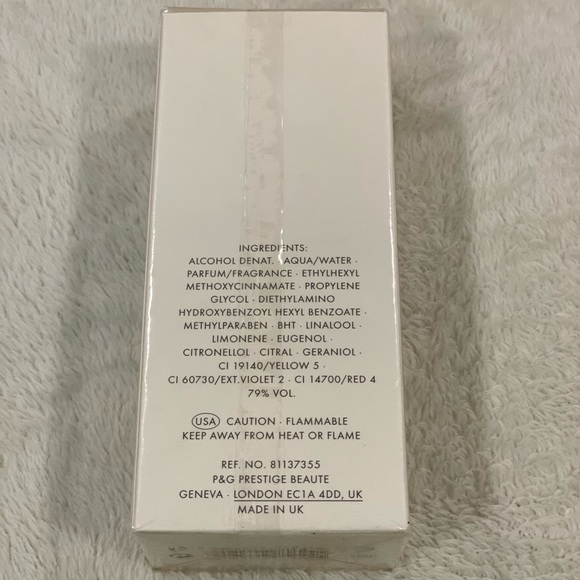 INGREDIENTS:
ALCOHOL DENAT. · AQUA/WATER ·
PARFUM/FRAGRANCE · ETHYLHEXYL
METHOXYCINNAMATE · PROPYLENE
GLYCOL · DIETHYLAMINO
HYDROXYBENZOYL HEXYL BENZOATE ·
METHYLPARABEN · BHT · LINALOOL ·
LIMONENE · EUGENOL ·
CITRONELLOL · CITRAL · GERANIOL ·
CI 19140/YELLOW 5 ·
CI 60730/EXT.VIOLET 2 · CI 14700/RED 4
79% VOL.
USA CAUTION · FLAMMABLE
KEEP AWAY FROM HEAT OR FLAME
REF. NO. 81137355
P&G PRESTIGE BEAUTE
GENEVA · LONDON EC1A 4DD, UK
MADE IN UK